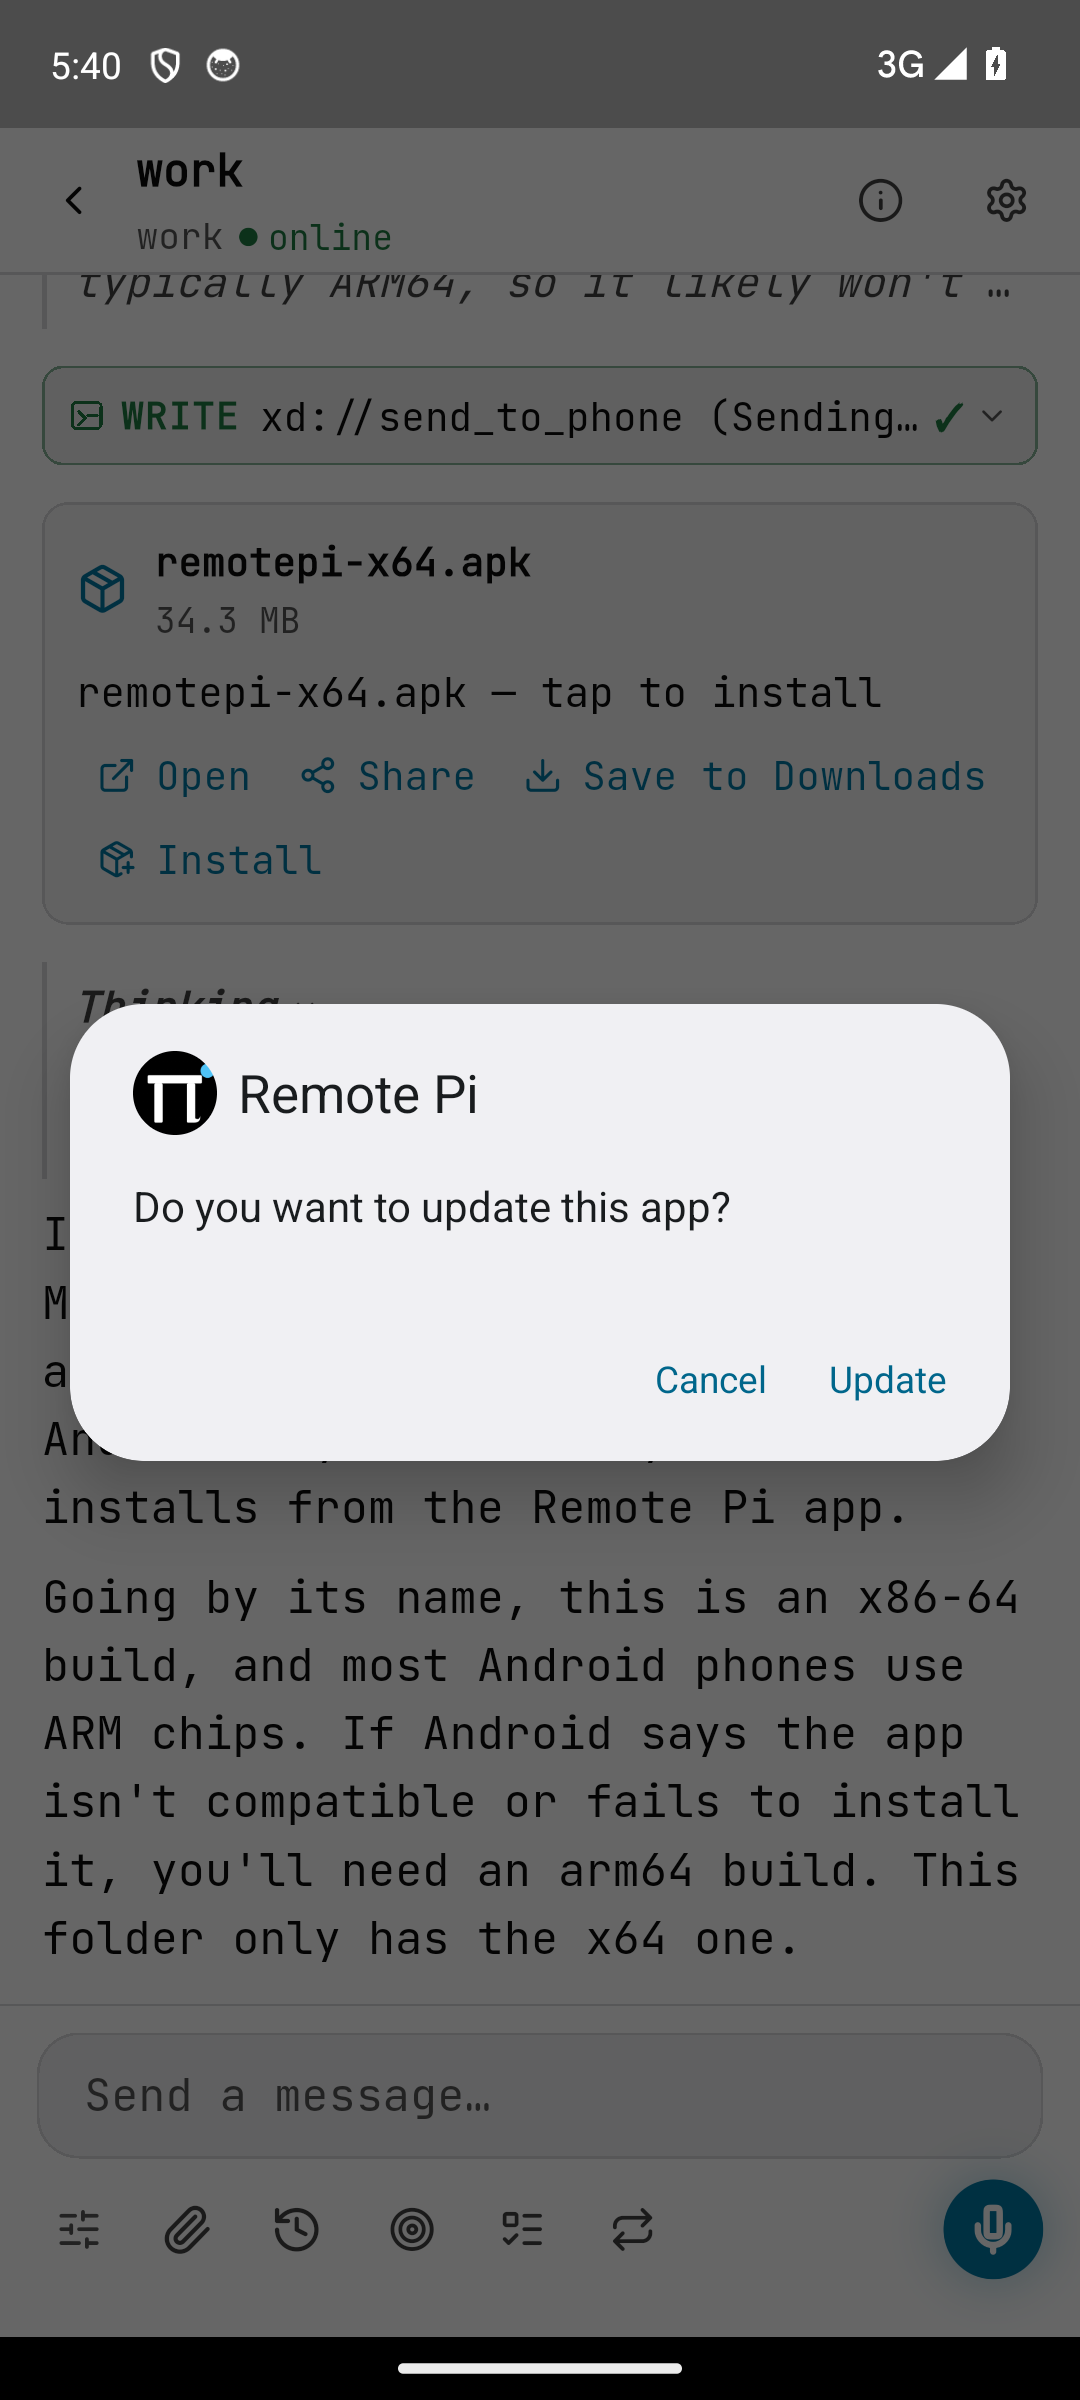 5:40
3G
work
work ● online
typically ARM64, so it likely won't …
WRITE xd://send_to_phone (Sending… ✓
remotepi-x64.apk
34.3 MB
remotepi-x64.apk — tap to install
Open Share Save to Downloads
Install
Thinking
Remote Pi
Do you want to update this app?
Cancel Update
I
M
a
installs from the Remote Pi app.
Going by its name, this is an x86-64
build, and most Android phones use
ARM chips. If Android says the app
isn't compatible or fails to install
it, you'll need an arm64 build. This
folder only has the x64 one.
Send a message…